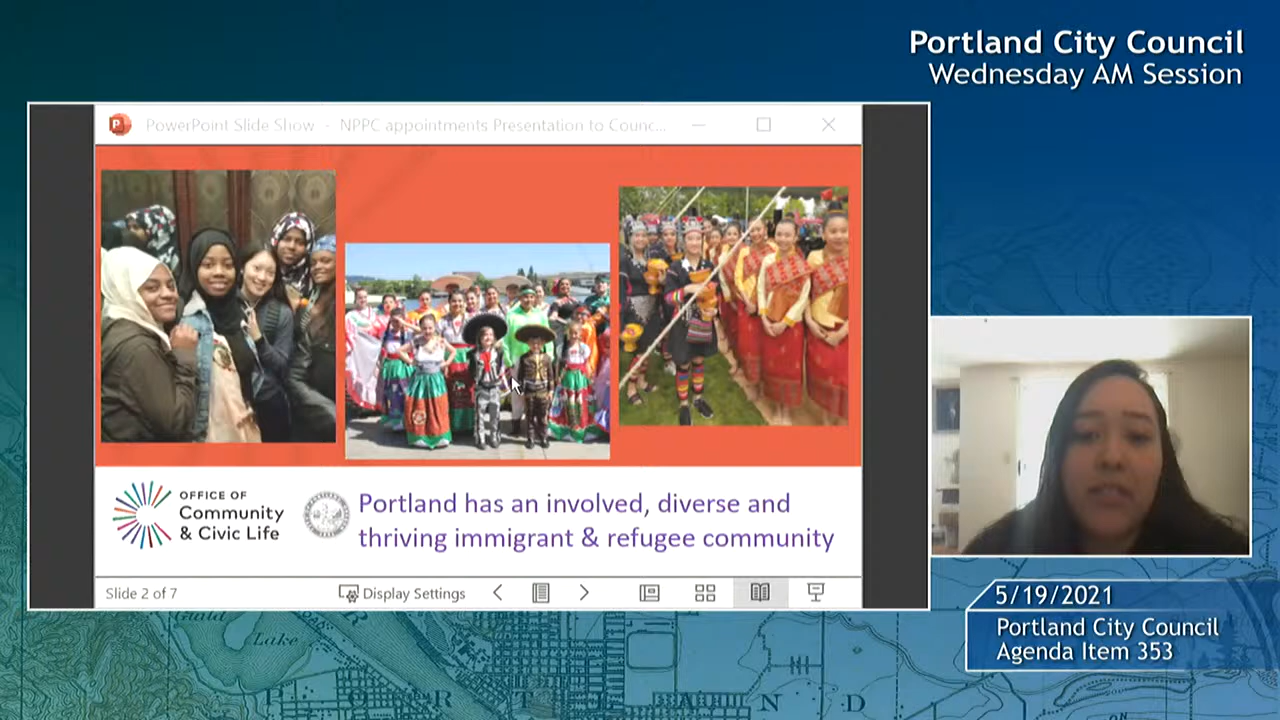 Portland City Council
Wednesday AM Session
PowerPoint Slide Show - NPPC appointments Presentation to Counc...
OFFICE OF
Community
& Civic Life
Portland has an involved, diverse and
thriving immigrant & refugee community
Slide 2 of 7
Display Settings
5/19/2021
Portland City Council
Agenda Item 353
Guild
Lake
P O R T L A N D